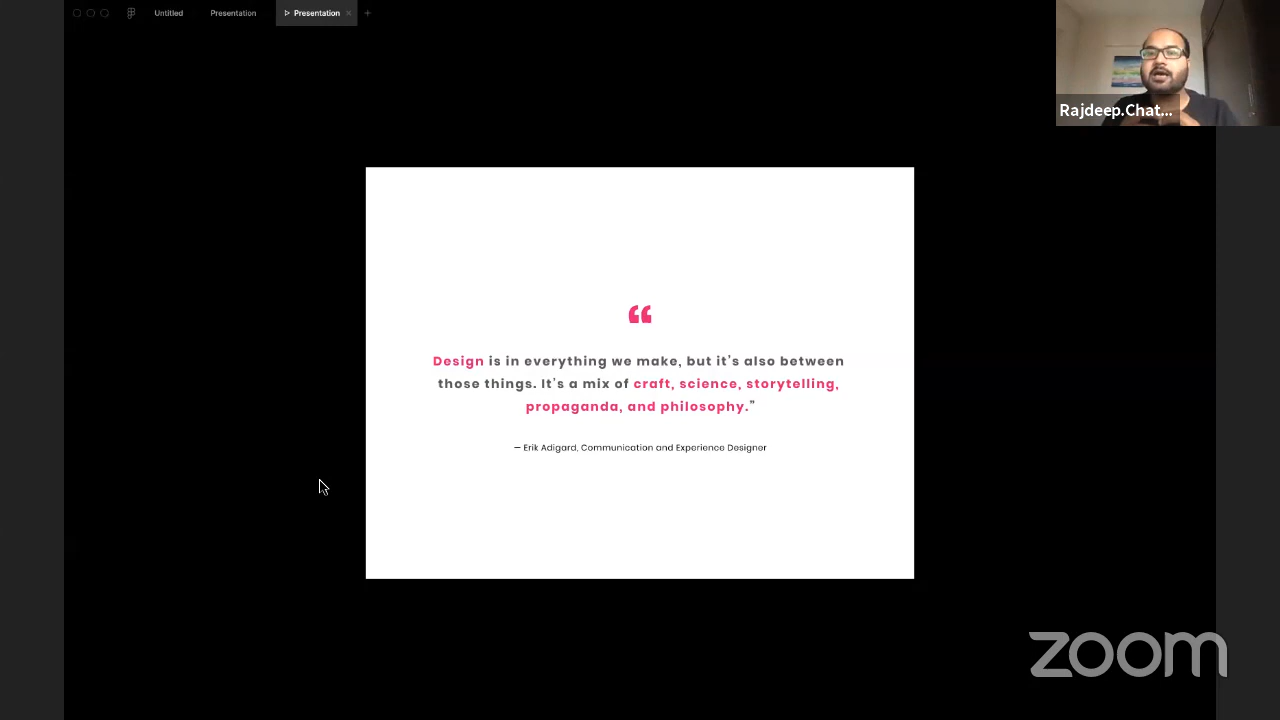 Untitled
Presentation
Presentation
Rajdeep.Chat...
“
Design is in everything we make, but it’s also between
those things. It’s a mix of craft, science, storytelling,
propaganda, and philosophy.”
— Erik Adigard, Communication and Experience Designer
zoom